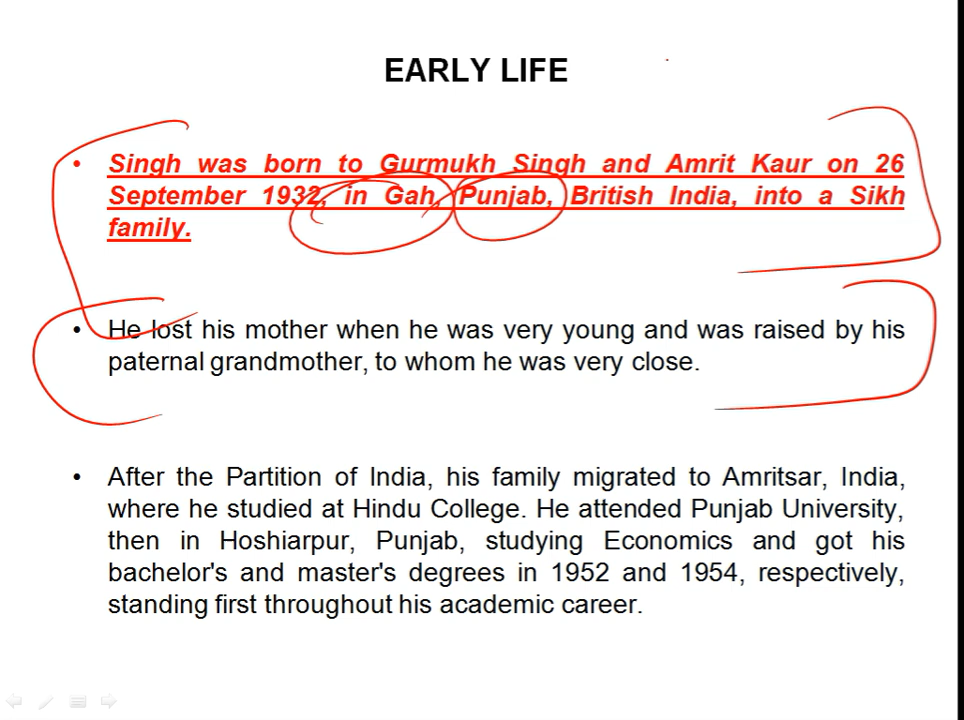 EARLY LIFE
• Singh was born to Gurmukh Singh and Amrit Kaur on 26
September 1932, in Gah, Punjab, British India, into a Sikh
family.
• He lost his mother when he was very young and was raised by his
paternal grandmother, to whom he was very close.
• After the Partition of India, his family migrated to Amritsar, India,
where he studied at Hindu College. He attended Punjab University,
then in Hoshiarpur, Punjab, studying Economics and got his
bachelor's and master's degrees in 1952 and 1954, respectively,
standing first throughout his academic career.